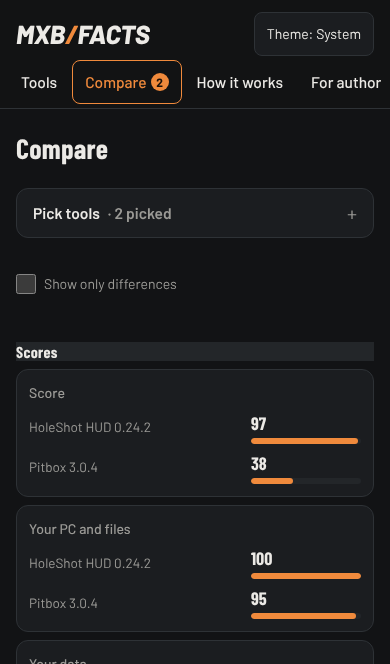 MXB/FACTS
Theme: System
Tools
Compare 2
How it works
For author
Compare
Pick tools · 2 picked +
Show only differences
Scores
Score
HoleShot HUD 0.24.2 97
Pitbox 3.0.4 38
Your PC and files
HoleShot HUD 0.24.2 100
Pitbox 3.0.4 95
Your data